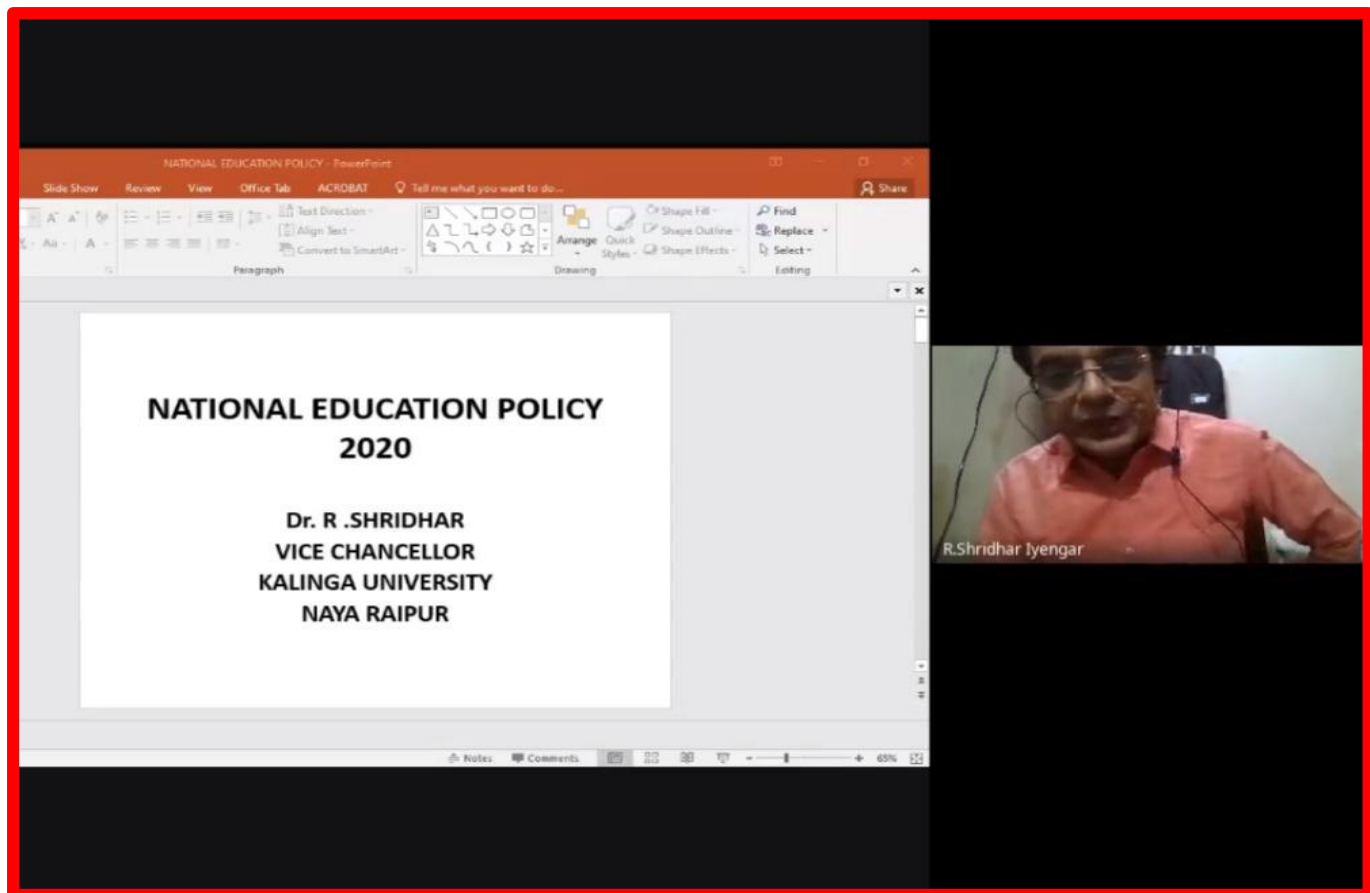 NATIONAL EDUCATION POLICY - PowerPoint
Slide Show Review View Office Tab ACROBAT Tell me what you want to do... Share
Text Direction
Align Text
Convert to SmartArt
Paragraph
Arrange
Quick Styles
Shape Fill
Shape Outline
Shape Effects
Drawing
Find
Replace
Select
Editing
NATIONAL EDUCATION POLICY
2020
Dr. R .SHRIDHAR
VICE CHANCELLOR
KALINGA UNIVERSITY
NAYA RAIPUR
R.Shridhar Iyengar
Notes Comments 65%